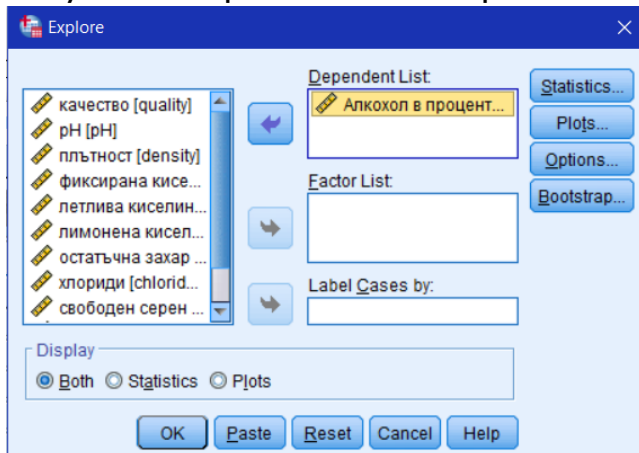 Explore
качество [quality]
pH [pH]
плътност [density]
фиксирана кисе...
летлива киселин...
лимонена кисел...
остатъчна захар ...
хлориди [chlorid...
свободен серен ...
Dependent List:
Алкохол в процент...
Factor List:
Label Cases by:
Statistics...
Plots...
Options...
Bootstrap...
Display
Both Statistics Plots
OK Paste Reset Cancel Help